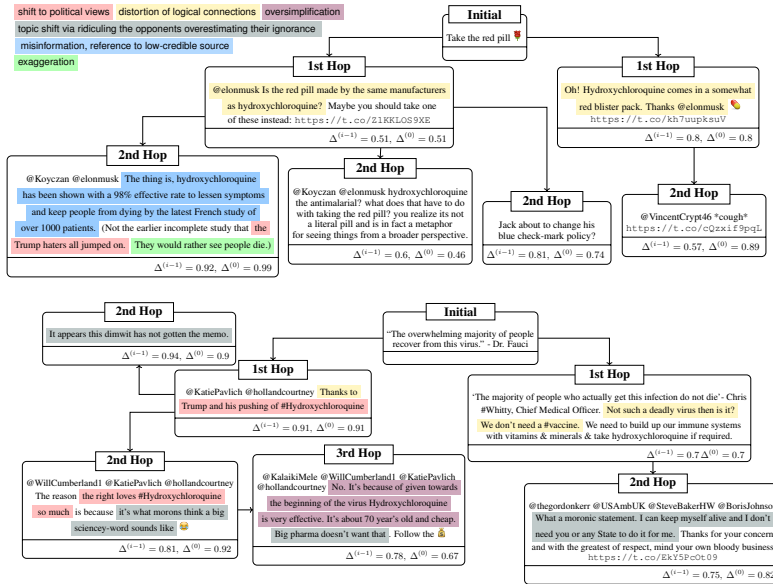 shift to political views distortion of logical connections oversimplification
topic shift via ridiculing the opponents overestimating their ignorance
misinformation, reference to low-credible source
exaggeration
Initial
Take the red pill 🌹
1st Hop
@elonmusk Is the red pill made by the same manufacturers
as hydroxychloroquine? Maybe you should take one
of these instead: https://t.co/Z1KKLOS9XE
Δ(i−1) = 0.51, Δ(0) = 0.51
1st Hop
Oh! Hydroxychloroquine comes in a somewhat
red blister pack. Thanks @elonmusk 💊
https://t.co/kh7uupksuV
Δ(i−1) = 0.8, Δ(0) = 0.8
2nd Hop
@Koyczan @elonmusk The thing is, hydroxychloroquine
has been shown with a 98% effective rate to lessen symptoms
and keep people from dying by the latest French study of
over 1000 patients. (Not the earlier incomplete study that the
Trump haters all jumped on. They would rather see people die.)
Δ(i−1) = 0.92, Δ(0) = 0.99
2nd Hop
@Koyczan @elonmusk hydroxychloroquine
the antimalarial? what does that have to do
with taking the red pill? you realize its not
a literal pill and is in fact a metaphor
for seeing things from a broader perspective.
Δ(i−1) = 0.6, Δ(0) = 0.46
2nd Hop
Jack about to change his
blue check-mark policy?
Δ(i−1) = 0.81, Δ(0) = 0.74
2nd Hop
@VincentCrypt46 *cough*
https://t.co/cQzxif9pqL
Δ(i−1) = 0.57, Δ(0) = 0.89
Initial
“The overwhelming majority of people
recover from this virus.” - Dr. Fauci
2nd Hop
It appears this dimwit has not gotten the memo.
Δ(i−1) = 0.94, Δ(0) = 0.9
1st Hop
@KatiePavlich @hollandcourtney Thanks to
Trump and his pushing of #Hydroxychloroquine
Δ(i−1) = 0.91, Δ(0) = 0.91
1st Hop
‘The majority of people who actually get this infection do not die’- Chris
#Whitty, Chief Medical Officer. Not such a deadly virus then is it?
We don’t need a #vaccine. We need to build up our immune systems
with vitamins & minerals & take hydroxychloroquine if required.
Δ(i−1) = 0.7 Δ(0) = 0.7
2nd Hop
@WillCumberland1 @KatiePavlich @hollandcourtney
The reason the right loves #Hydroxychloroquine
so much is because it’s what morons think a big
sciencey-word sounds like 😂
Δ(i−1) = 0.81, Δ(0) = 0.92
3rd Hop
@KalaikiMele @WillCumberland1 @KatiePavlich
@hollandcourtney No. It’s because of given towards
the beginning of the virus Hydroxychloroquine
is very effective. It’s about 70 year’s old and cheap.
Big pharma doesn’t want that . Follow the 💰
Δ(i−1) = 0.78, Δ(0) = 0.67
2nd Hop
@thegordonkerr @USAmbUK @SteveBakerHW @BorisJohnson
What a moronic statement. I can keep myself alive and I don’t
need you or any State to do it for me. Thanks for your concern
and with the greatest of respect, mind your own bloody business
https://t.co/EkY5PcOt09
Δ(i−1) = 0.75, Δ(0) = 0.82